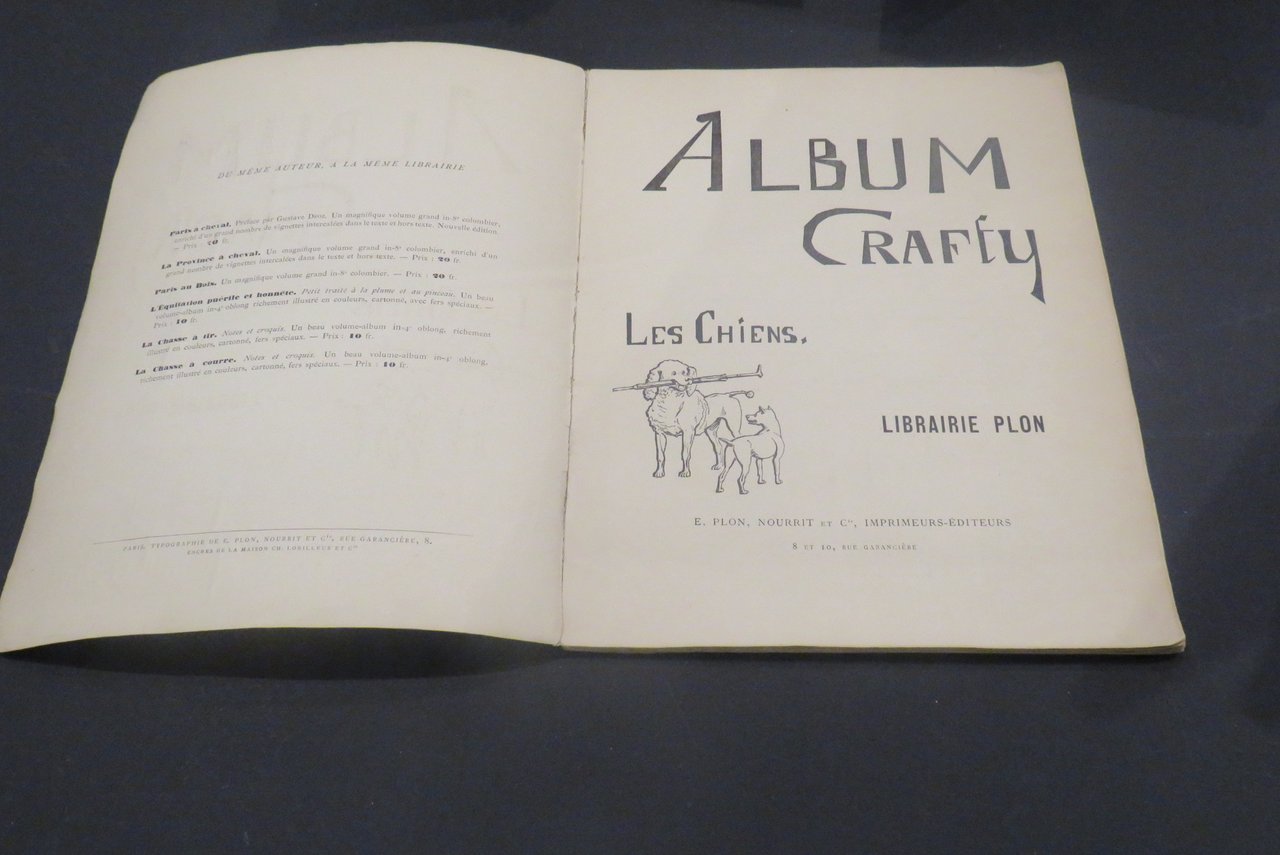 DU MÊME AUTEUR, A LA MÊME LIBRAIRIE
Paris à cheval. Préface par Gustave Droz. Un magnifique volume grand in-8º colombier,
enrichi d'un grand nombre de vignettes intercalées dans le texte et hors texte. Nouvelle édition.
— Prix : 20 fr.
La Province à cheval. Un magnifique volume grand in-8º colombier, enrichi d'un
grand nombre de vignettes intercalées dans le texte et hors texte. — Prix : 20 fr.
Paris au Bois. Un magnifique volume grand in-8º colombier. — Prix : 20 fr.
L'Équitation puérile et honnête. Petit traité à la plume et au pinceau. Un beau
volume-album in-4º oblong richement illustré en couleurs, cartonné, avec fers spéciaux. —
Prix : 10 fr.
La Chasse à tir. Notes et croquis. Un beau volume-album in-4º oblong, richement
illustré en couleurs, cartonné, fers spéciaux. — Prix : 10 fr.
La Chasse à courre. Notes et croquis. Un beau volume-album in-4º oblong,
richement illustré en couleurs, cartonné, fers spéciaux. — Prix : 10 fr.
PARIS. TYPOGRAPHIE DE E. PLON, NOURRIT ET Cie, RUE GARANCIÈRE, 8.
ENCRES DE LA MAISON CH. LORILLEUX ET Cie
ALBUM
CRAFTY
LES CHIENS.
LIBRAIRIE PLON
E. PLON, NOURRIT ET Cie, IMPRIMEURS-ÉDITEURS
8 ET 10, RUE GARANCIÈRE